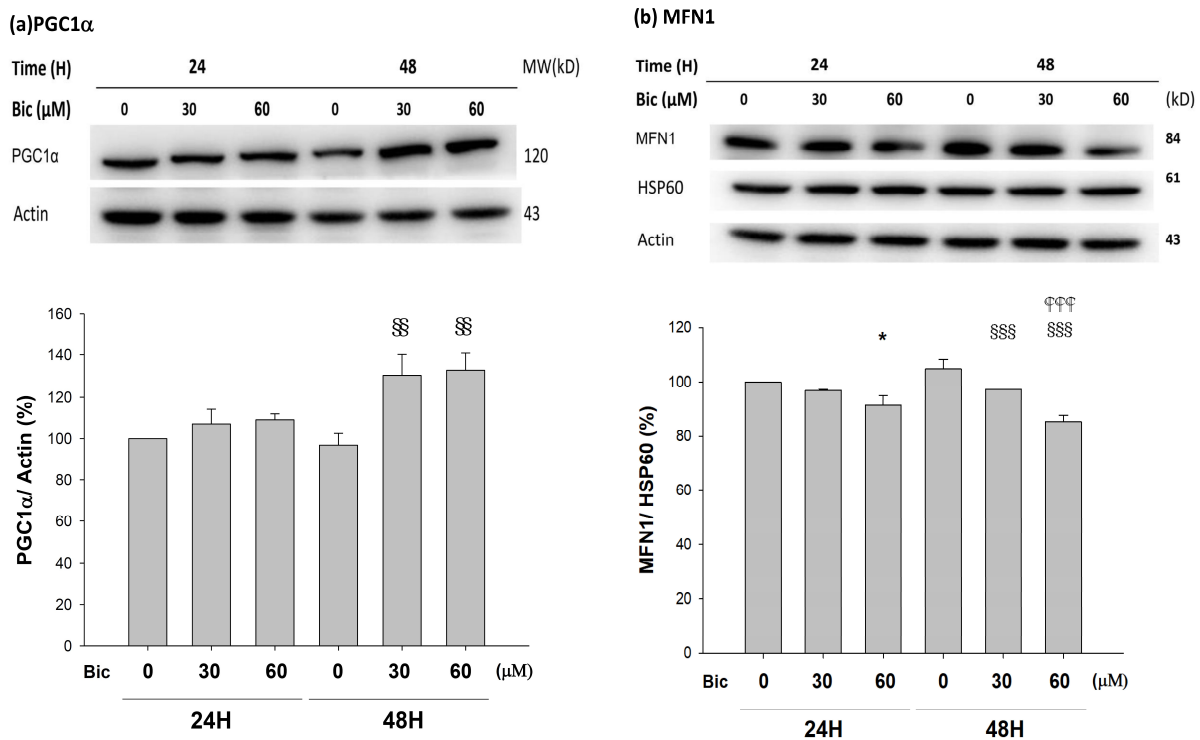 (a)PGC1α
Time (H) 24 48 MW(kD)
Bic (μM) 0 30 60 0 30 60
PGC1α 120
Actin 43
PGC1α/ Actin (%)
160
140
120
100
80
60
40
20
0
§§ §§
Bic 0 30 60 0 30 60 (μM)
24H 48H
(b) MFN1
Time (H) 24 48
Bic (μM) 0 30 60 0 30 60 (kD)
MFN1 84
HSP60 61
Actin 43
MFN1/ HSP60 (%)
120
100
80
60
40
20
0
* §§§ §§§
Bic 0 30 60 0 30 60 (μM)
24H 48H